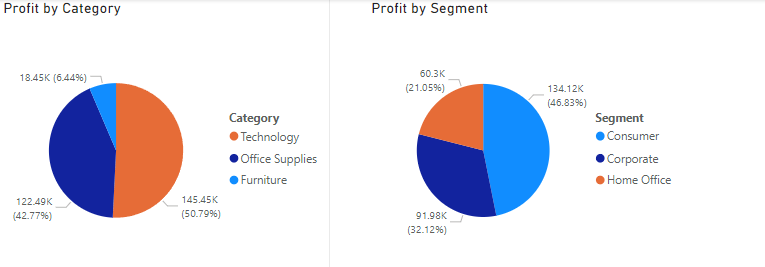 Profit by Category
18.45K (6.44%)
122.49K
(42.77%)
145.45K
(50.79%)
Category
Technology
Office Supplies
Furniture
Profit by Segment
60.3K
(21.05%)
134.12K
(46.83%)
91.98K
(32.12%)
Segment
Consumer
Corporate
Home Office